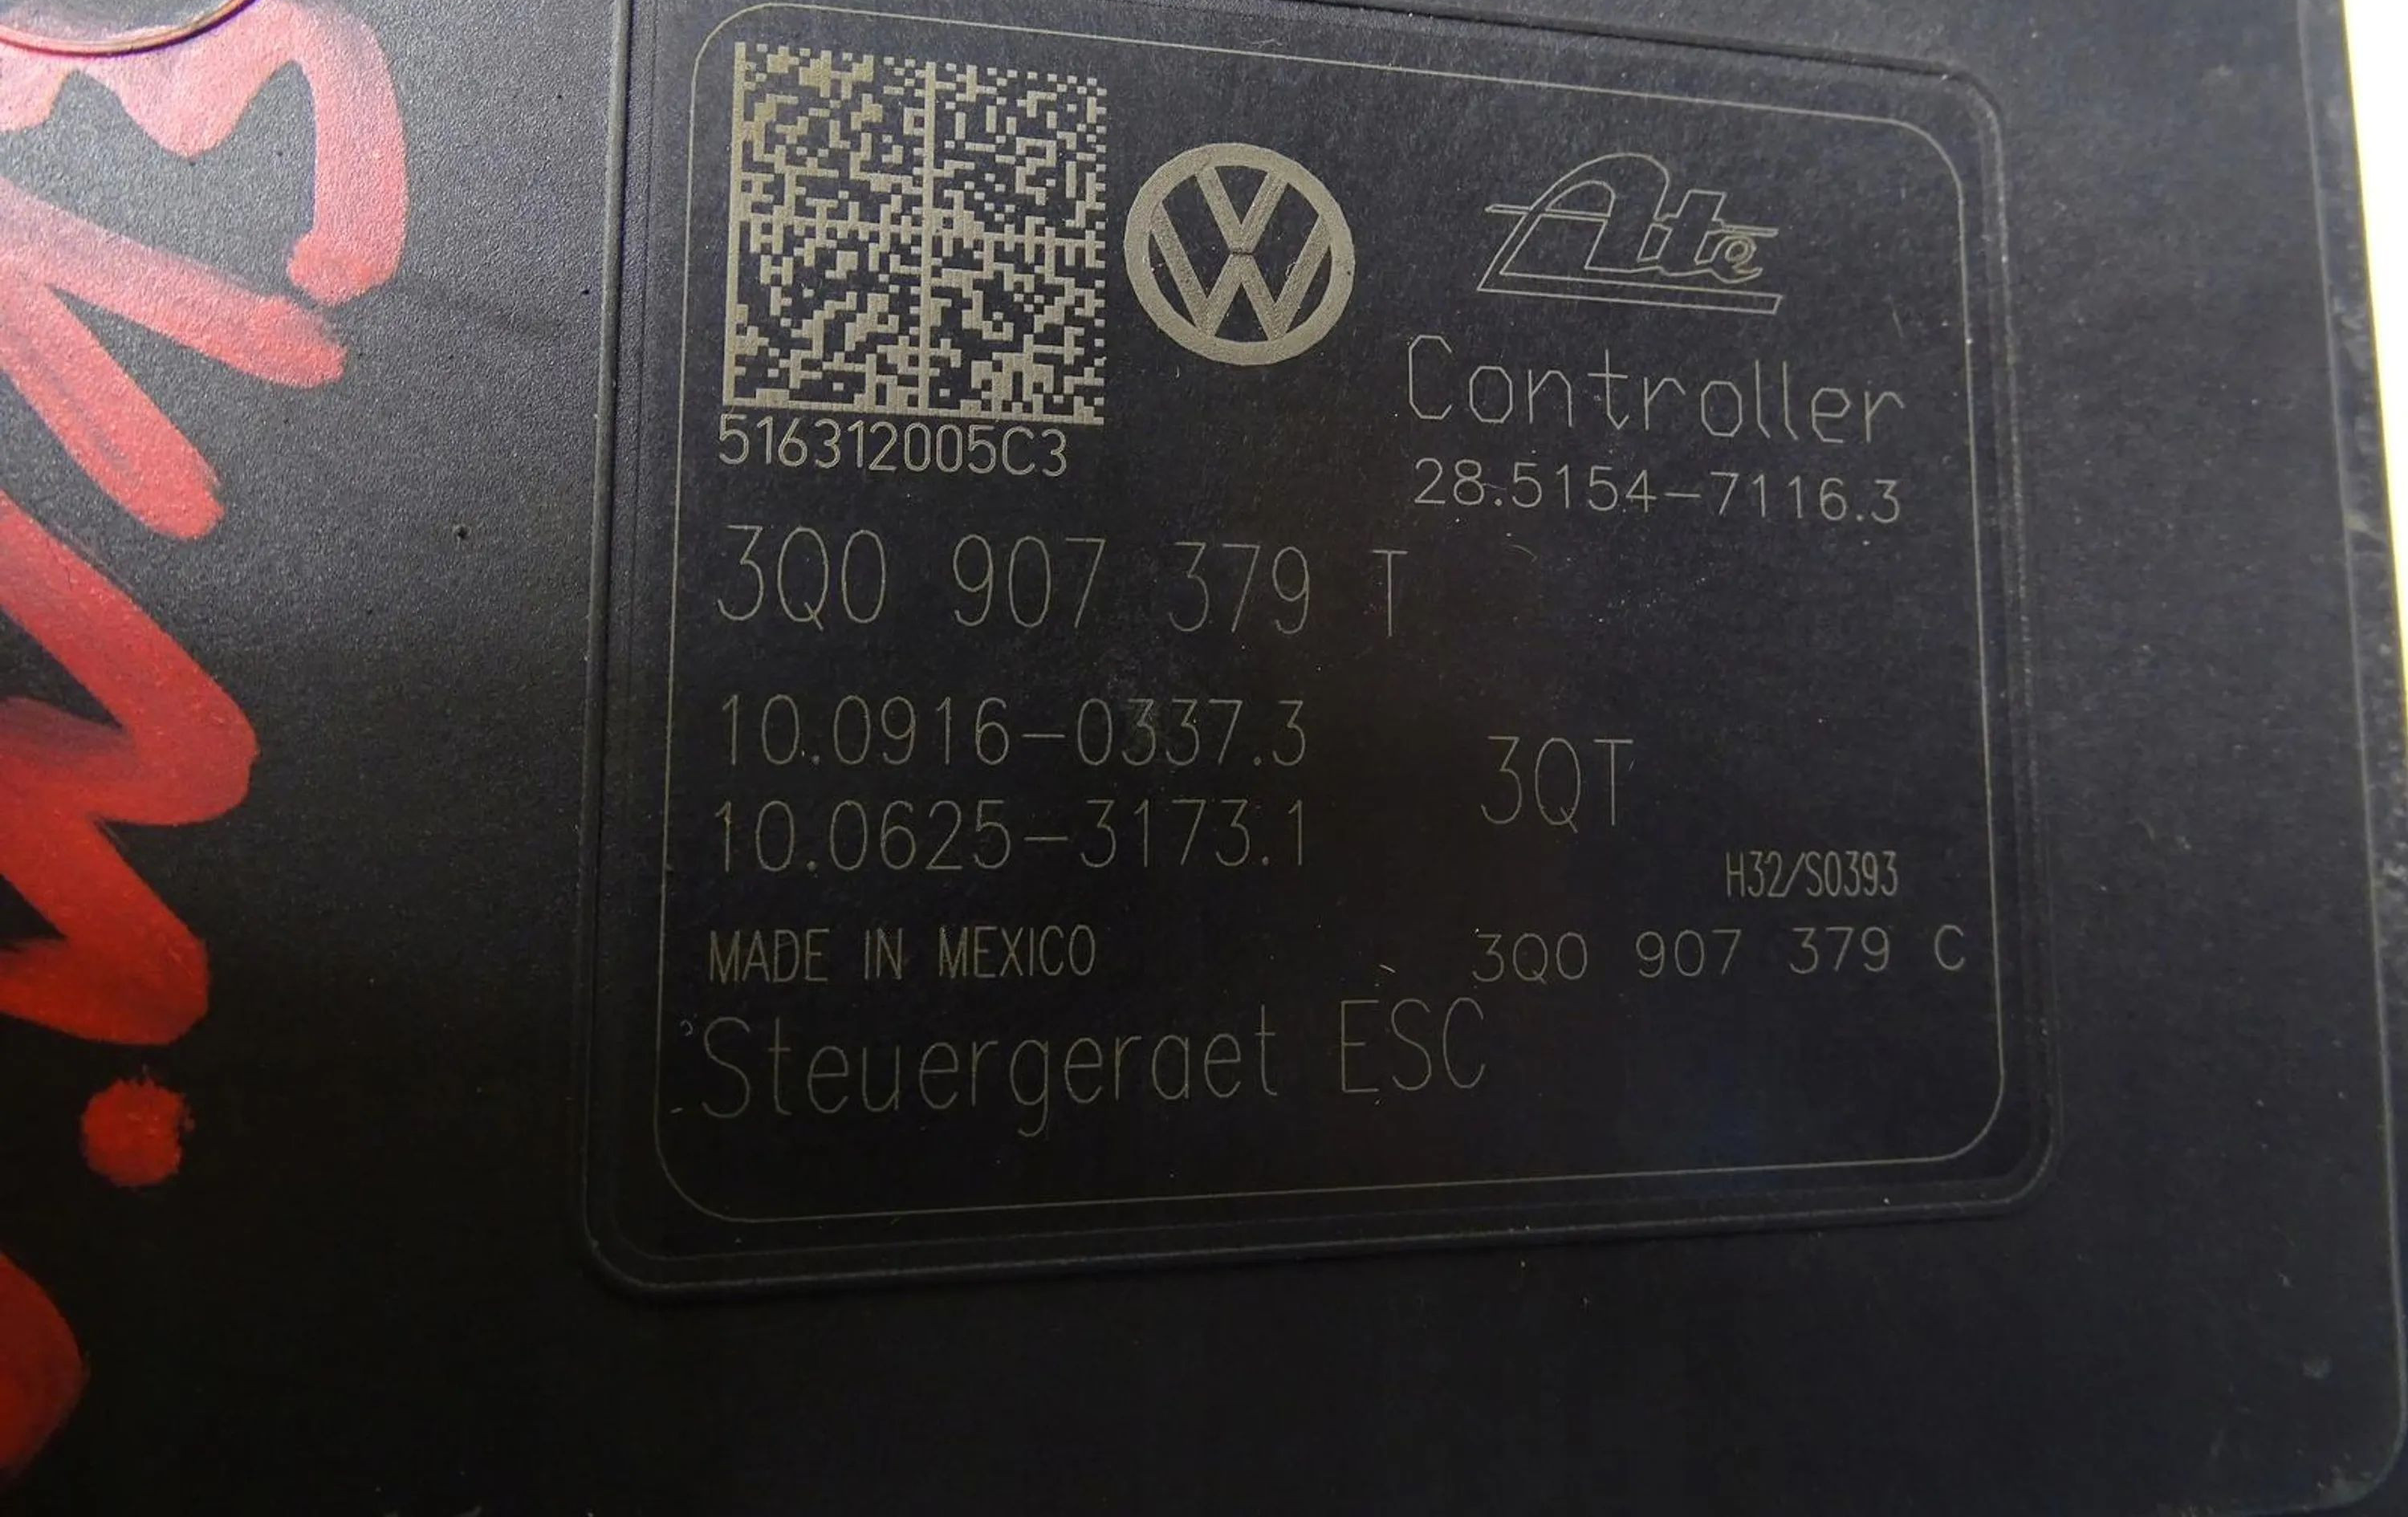 Ate
Controller
516312005C3
28.5154-7116.3
3Q0 907 379 T
10.0916-0337.3
3QT
10.0625-3173.1
H32/S0393
MADE IN MEXICO
3Q0 907 379 C
Steuergeraet ESC